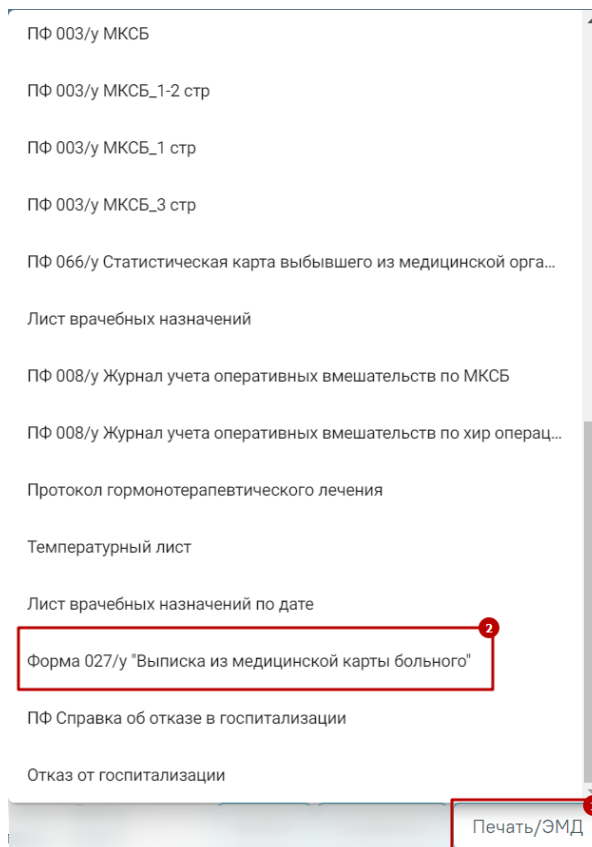 ПФ 003/у МКСБ
ПФ 003/у МКСБ_1-2 стр
ПФ 003/у МКСБ_1 стр
ПФ 003/у МКСБ_3 стр
ПФ 066/у Статистическая карта выбывшего из медицинской орга...
Лист врачебных назначений
ПФ 008/у Журнал учета оперативных вмешательств по МКСБ
ПФ 008/у Журнал учета оперативных вмешательств по хир операц...
Протокол гормонотерапевтического лечения
Температурный лист
Лист врачебных назначений по дате
2
Форма 027/у "Выписка из медицинской карты больного"
ПФ Справка об отказе в госпитализации
Отказ от госпитализации
Печать/ЭМД